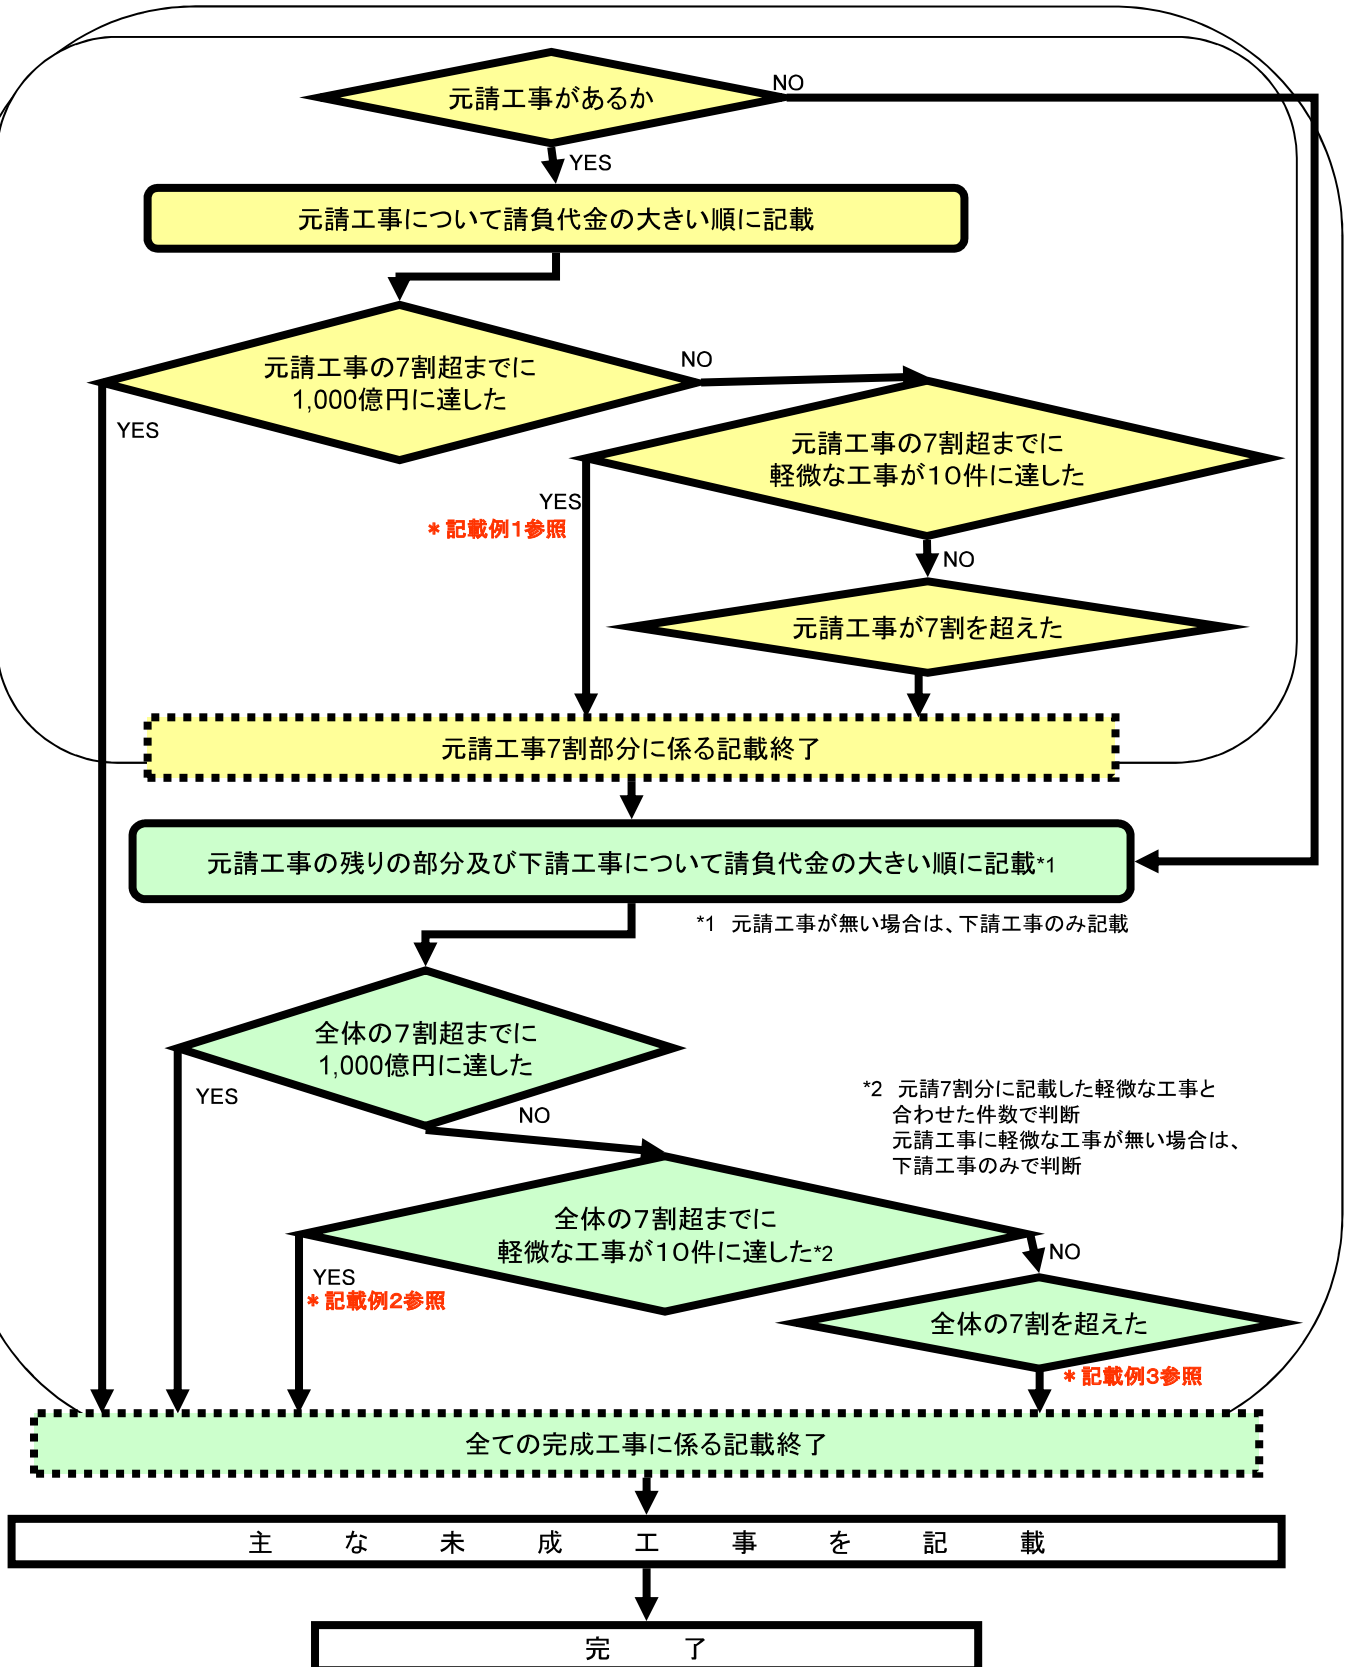 元請工事があるか
NO
YES
元請工事について請負代金の大きい順に記載
元請工事の7割超までに
1,000億円に達した
NO
YES
元請工事の7割超までに
軽微な工事が10件に達した
YES
*記載例1参照
NO
元請工事が7割を超えた
元請工事7割部分に係る記載終了
元請工事の残りの部分及び下請工事について請負代金の大きい順に記載*1
*1 元請工事が無い場合は、下請工事のみ記載
全体の7割超までに
1,000億円に達した
YES
NO
*2 元請7割分に記載した軽微な工事と
合わせた件数で判断
元請工事に軽微な工事が無い場合は、
下請工事のみで判断
全体の7割超までに
軽微な工事が10件に達した*2
YES
*記載例2参照
NO
全体の7割を超えた
*記載例3参照
全ての完成工事に係る記載終了
主な未成工事を記載
完了